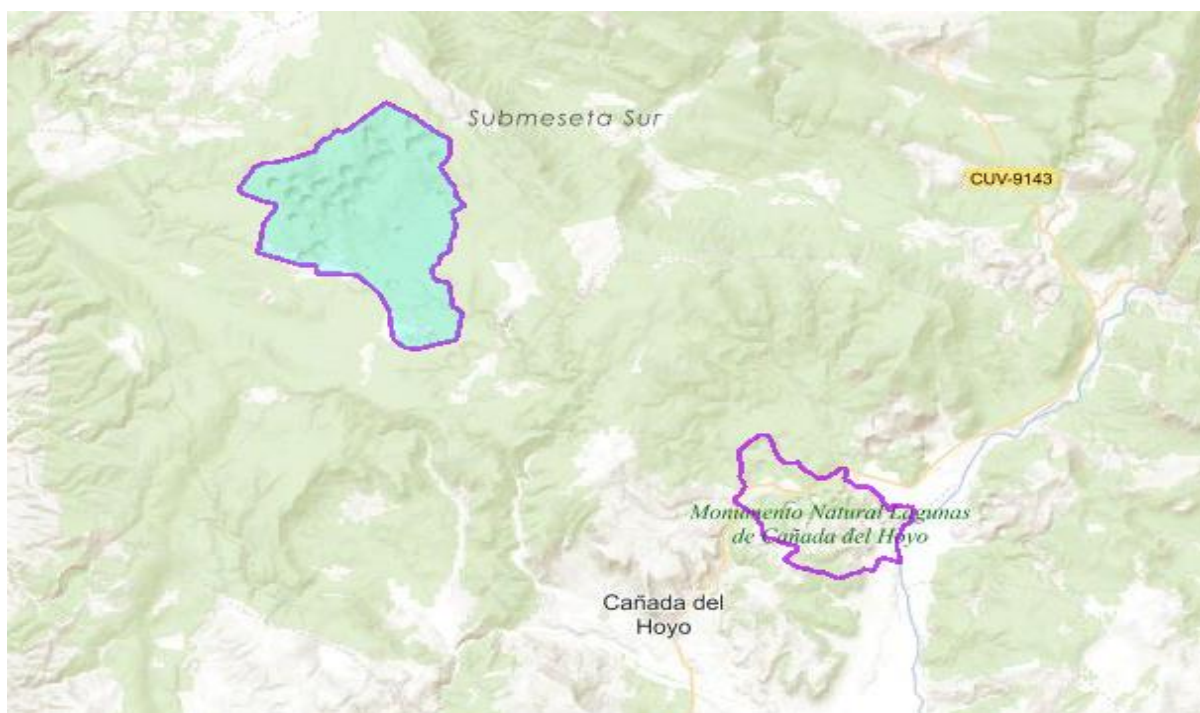 Submeseta Sur
CUV-9143
Monumento Natural Lagunas
de Cañada del Hoyo
Cañada del
Hoyo